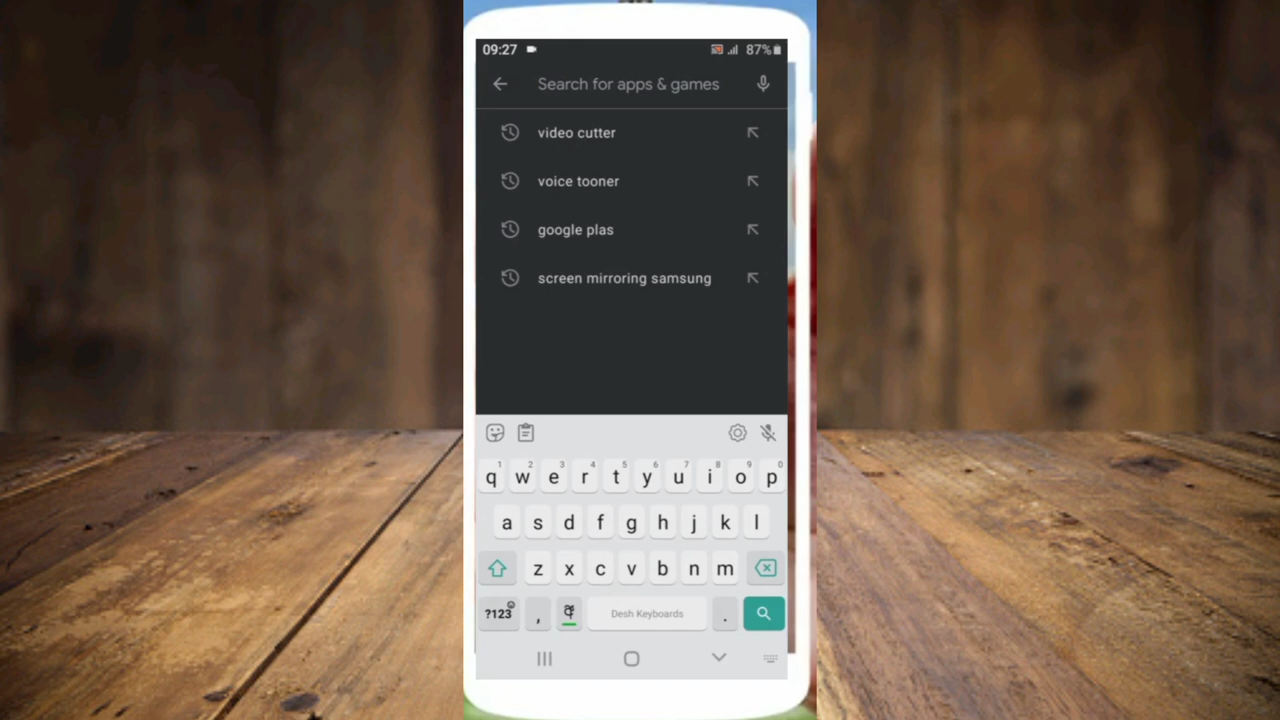 09:27 87%
Search for apps & games
video cutter
voice tooner
google plas
screen mirroring samsung
1 2 3 4 5 6 7 8 9 0
q w e r t y u i o p
a s d f g h j k l
z x c v b n m
?123 , Desh Keyboards .